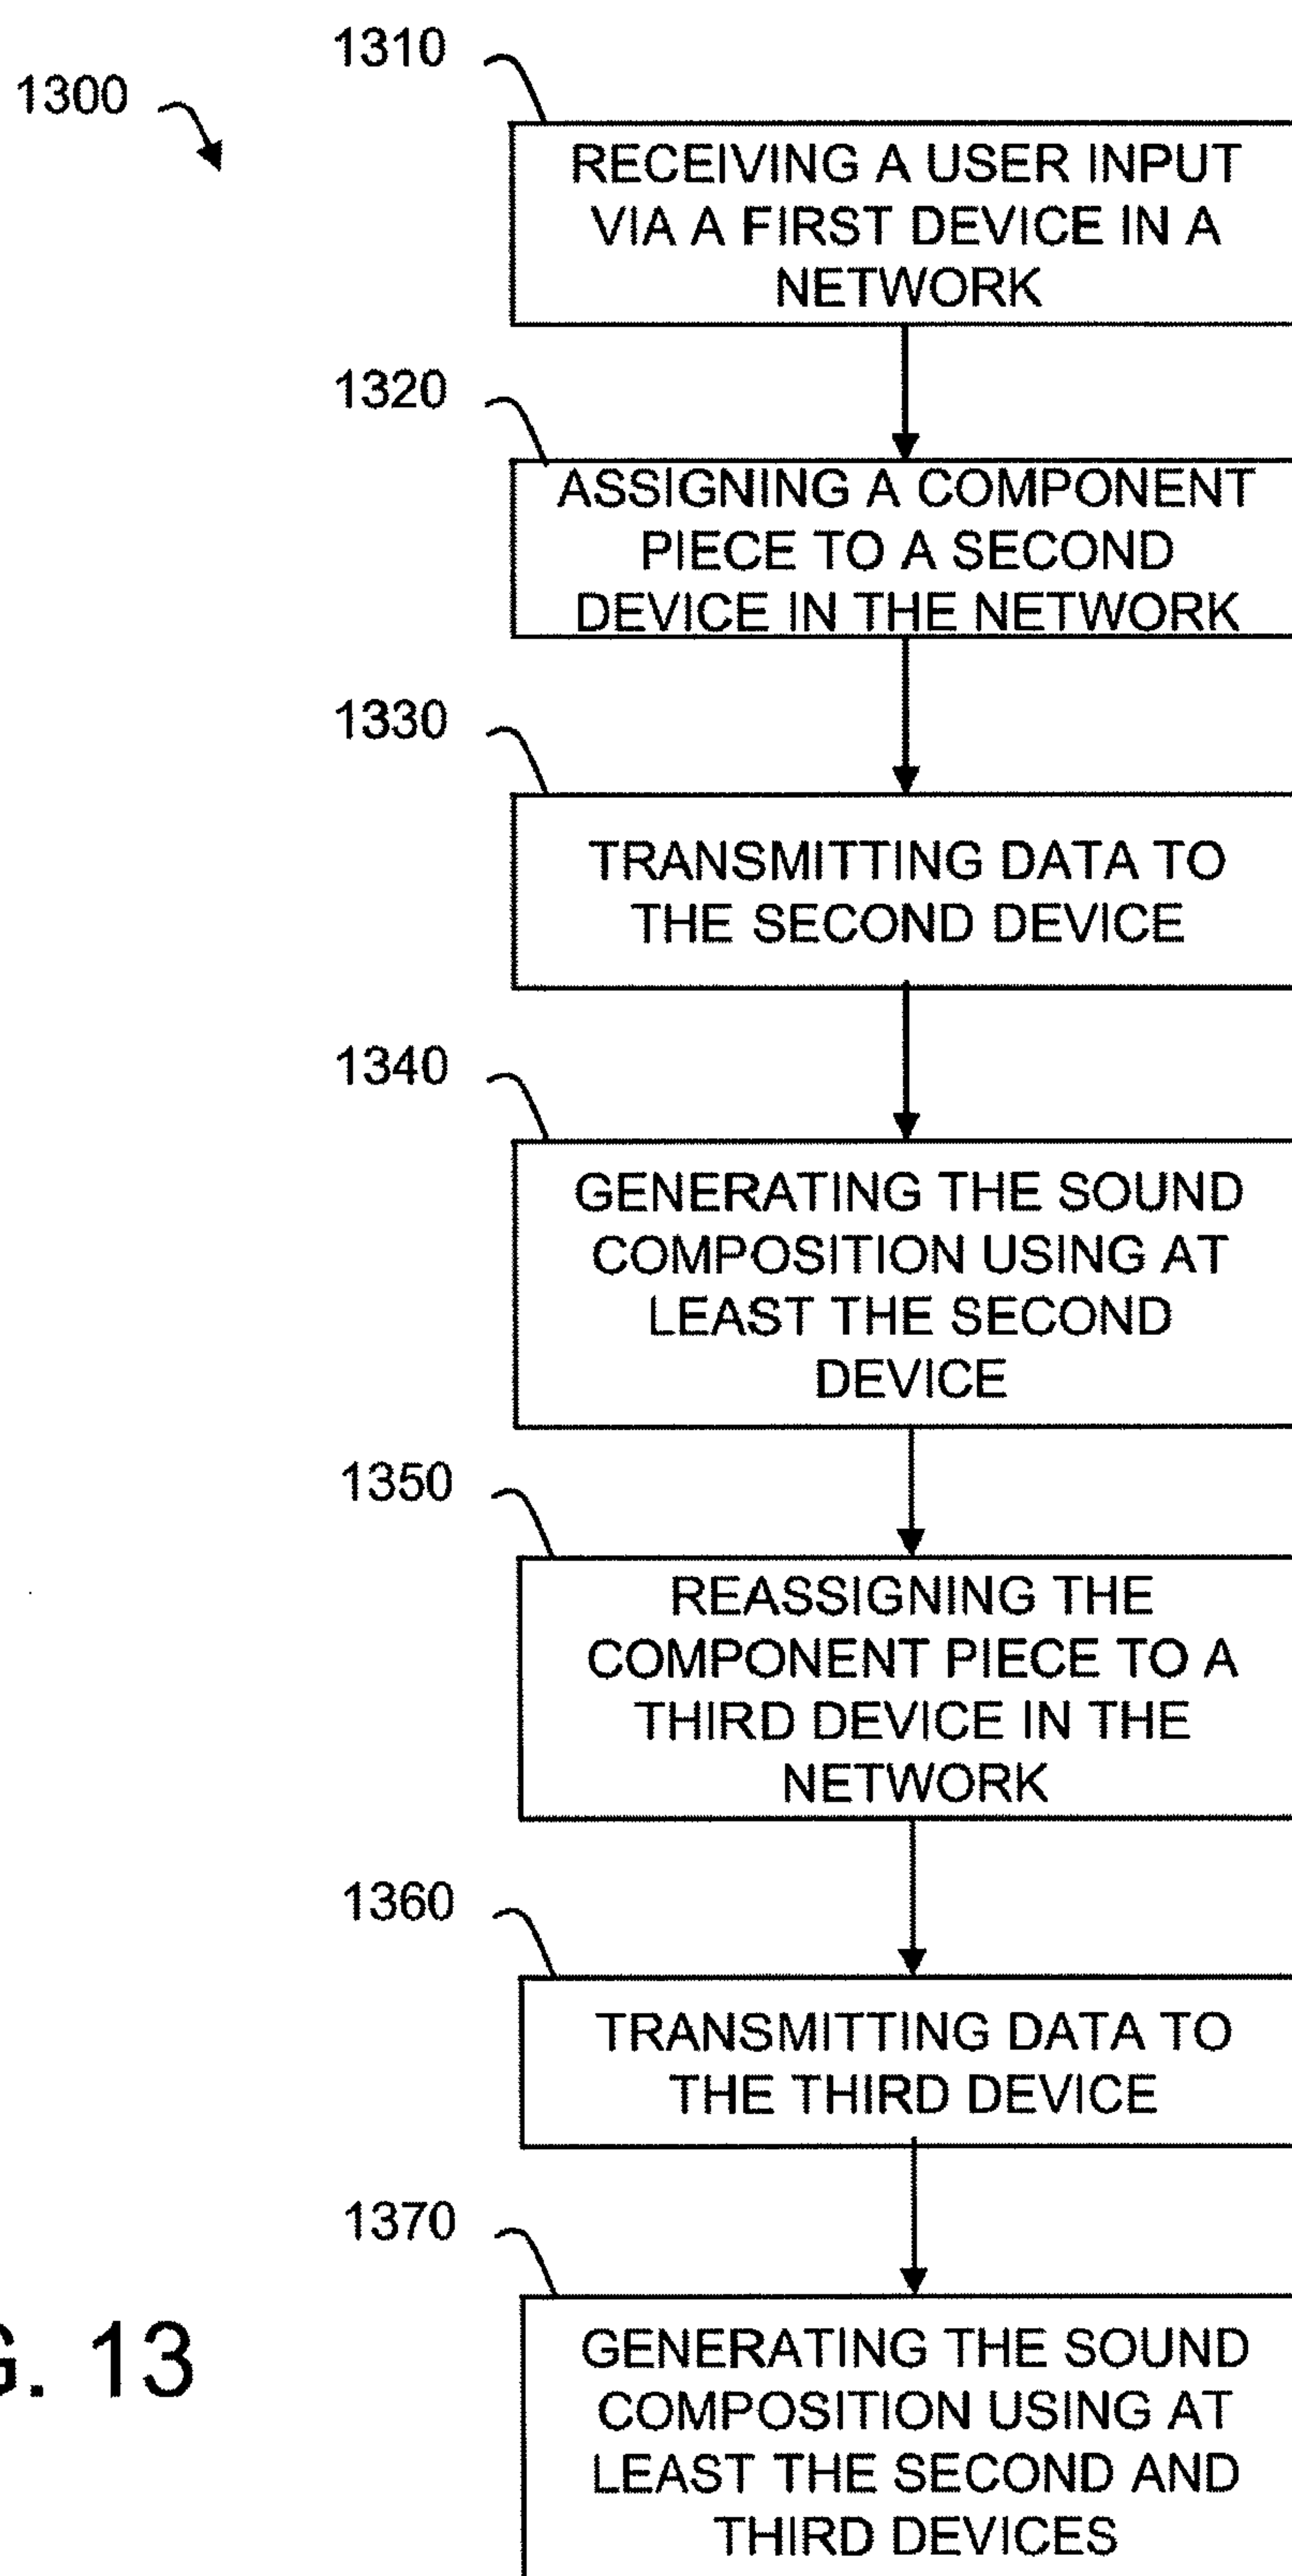 1300
1310
RECEIVING A USER INPUT
VIA A FIRST DEVICE IN A
NETWORK
1320
ASSIGNING A COMPONENT
PIECE TO A SECOND
DEVICE IN THE NETWORK
1330
TRANSMITTING DATA TO
THE SECOND DEVICE
1340
GENERATING THE SOUND
COMPOSITION USING AT
LEAST THE SECOND
DEVICE
1350
REASSIGNING THE
COMPONENT PIECE TO A
THIRD DEVICE IN THE
NETWORK
1360
TRANSMITTING DATA TO
THE THIRD DEVICE
1370
GENERATING THE SOUND
COMPOSITION USING AT
LEAST THE SECOND AND
THIRD DEVICES
G. 13